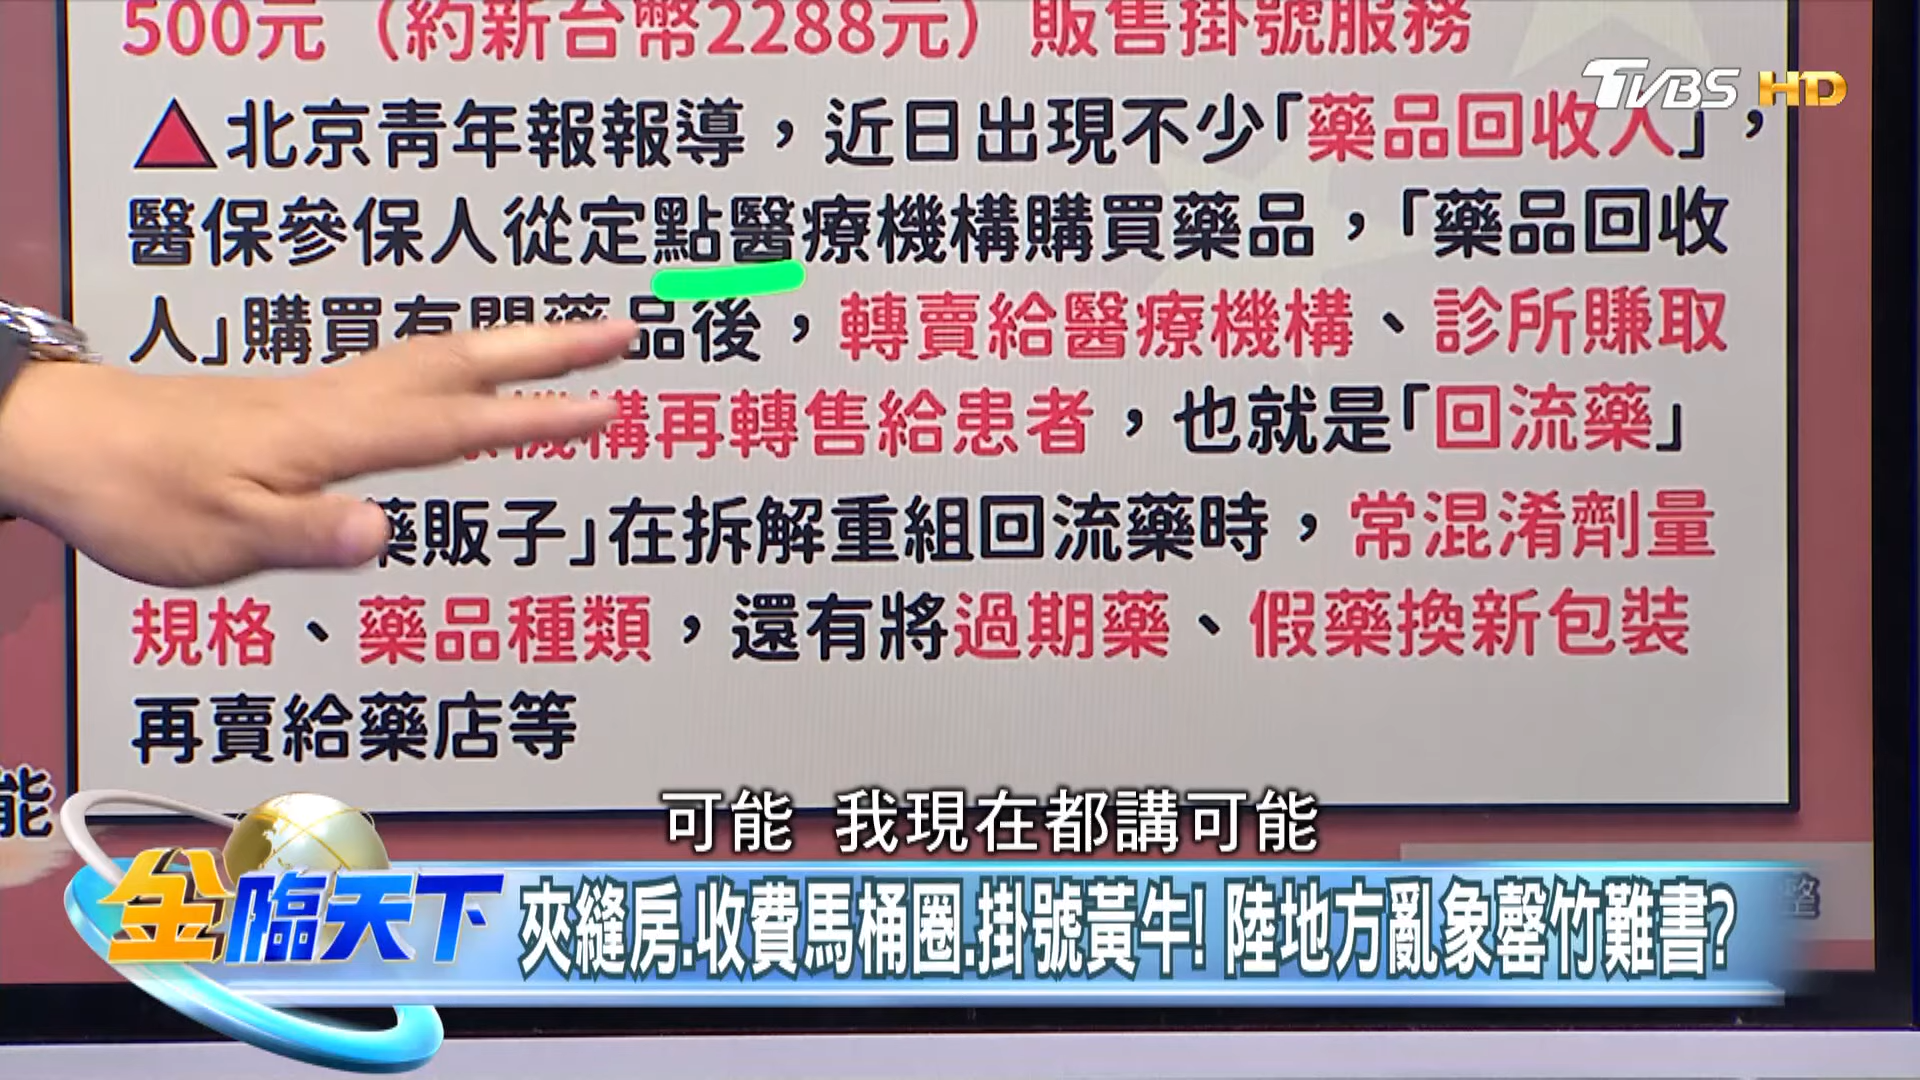 500元（約新台幣2288元）販售掛號服務
TVBS HD
▲北京青年報報導，近日出現不少「藥品回收人」，
醫保參保人從定點醫療機構購買藥品，「藥品回收
人」購買有關藥品後，轉賣給醫療機構、診所賺取
機構再轉售給患者，也就是「回流藥」
藥販子」在拆解重組回流藥時，常混淆劑量
規格、藥品種類，還有將過期藥、假藥換新包裝
再賣給藥店等
能
可能 我現在都講可能
整
金臨天下
夾縫房.收費馬桶圈.掛號黃牛! 陸地方亂象罄竹難書?